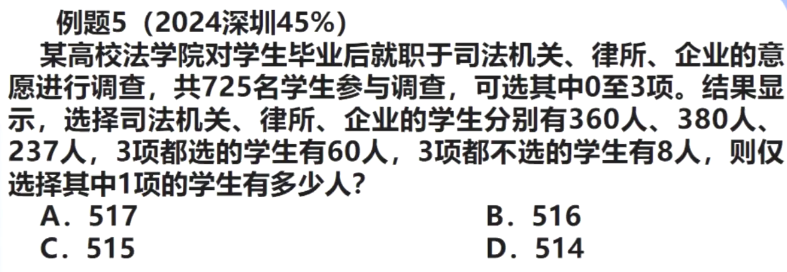 例题5（2024深圳45%）
某高校法学院对学生毕业后就职于司法机关、律所、企业的意
愿进行调查，共725名学生参与调查，可选其中0至3项。结果显
示，选择司法机关、律所、企业的学生分别有360人、380人、
237人，3项都选的学生有60人，3项都不选的学生有8人，则仅
选择其中1项的学生有多少人？
A．517 B．516
C．515 D．514